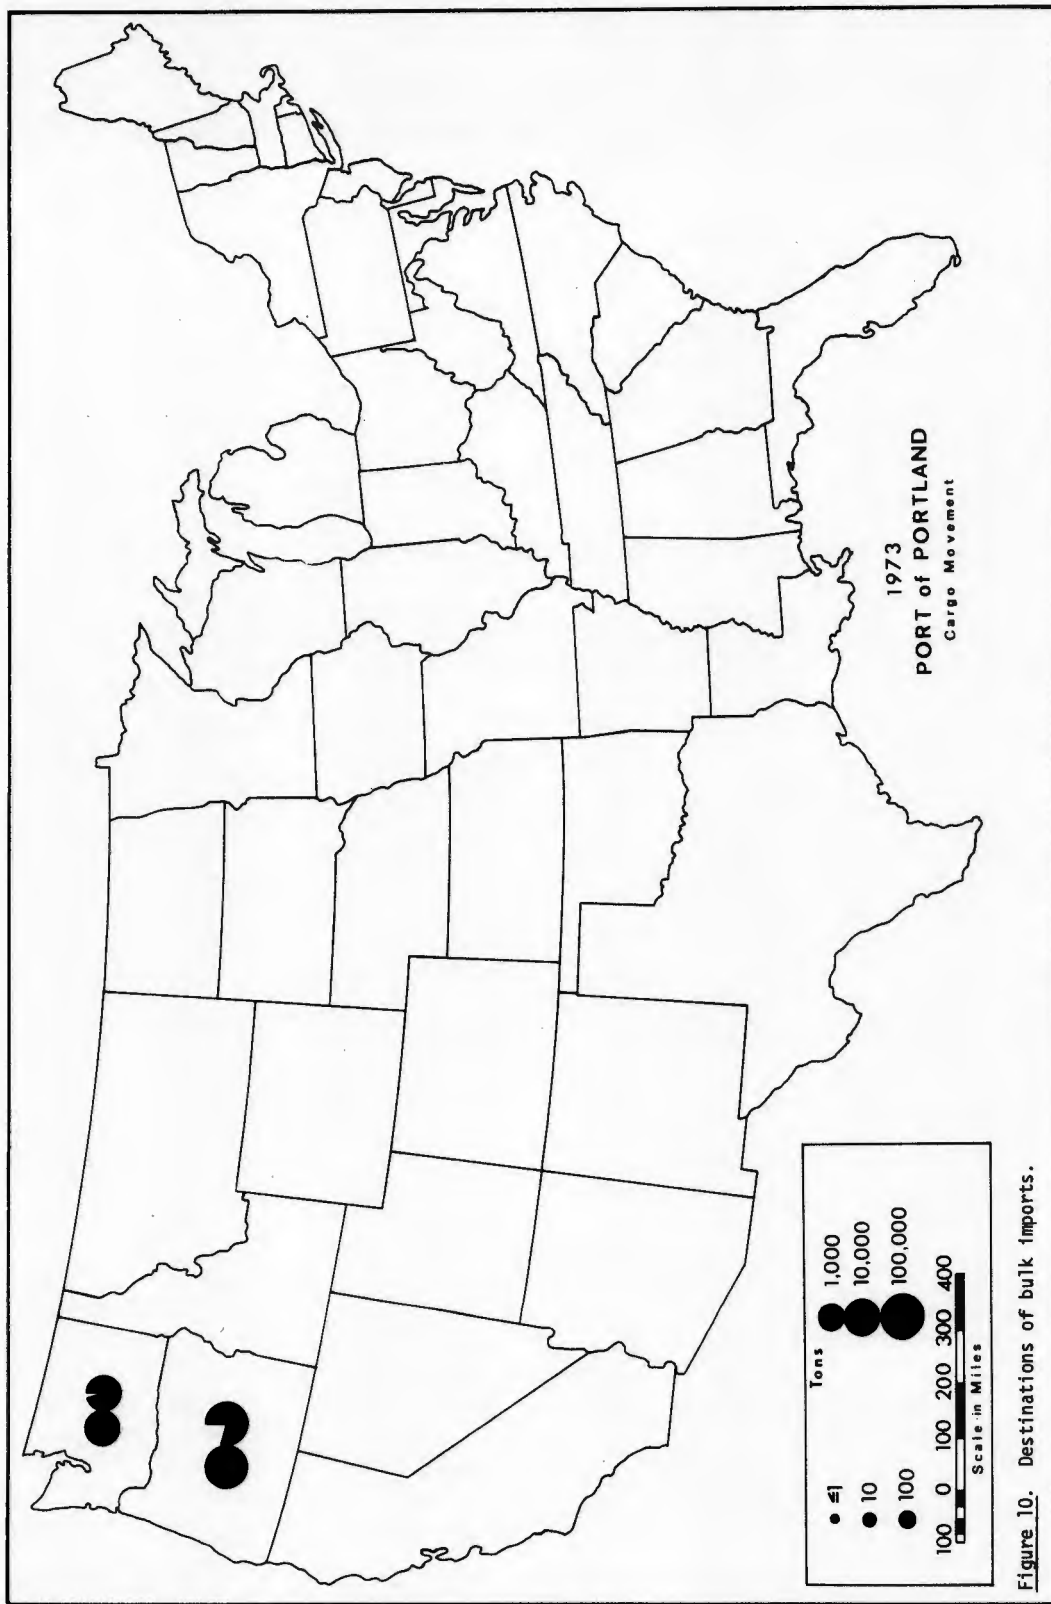 1973
PORT of PORTLAND
Cargo Movement
Tons
≤1
10
100
1,000
10,000
100,000
100 0 100 200 300 400
Scale in Miles
Figure 10. Destinations of bulk imports.